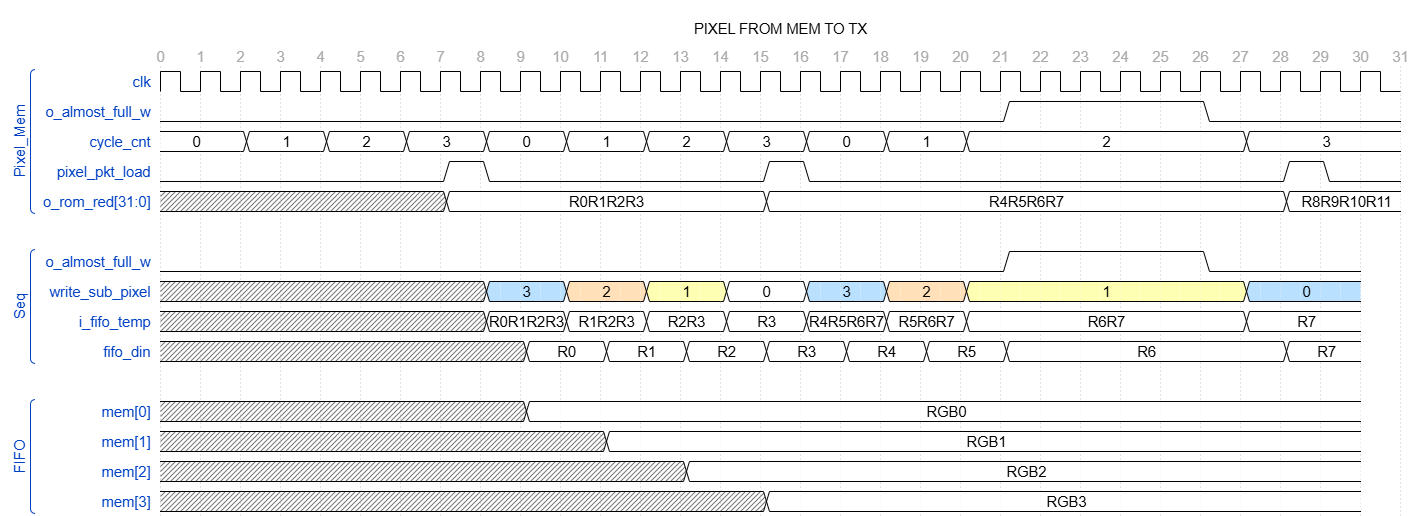 PIXEL FROM MEM TO TX
0 1 2 3 4 5 6 7 8 9 10 11 12 13 14 15 16 17 18 19 20 21 22 23 24 25 26 27 28 29 30 31
Pixel_Mem
clk
o_almost_full_w
cycle_cnt 0 1 2 3 0 1 2 3 0 1 2 3
pixel_pkt_load
o_rom_red[31:0] R0R1R2R3 R4R5R6R7 R8R9R10R11
Seq
o_almost_full_w
write_sub_pixel 3 2 1 0 3 2 1 0
i_fifo_temp R0R1R2R3 R1R2R3 R2R3 R3 R4R5R6R7 R5R6R7 R6R7 R7
fifo_din R0 R1 R2 R3 R4 R5 R6 R7
FIFO
mem[0] RGB0
mem[1] RGB1
mem[2] RGB2
mem[3] RGB3